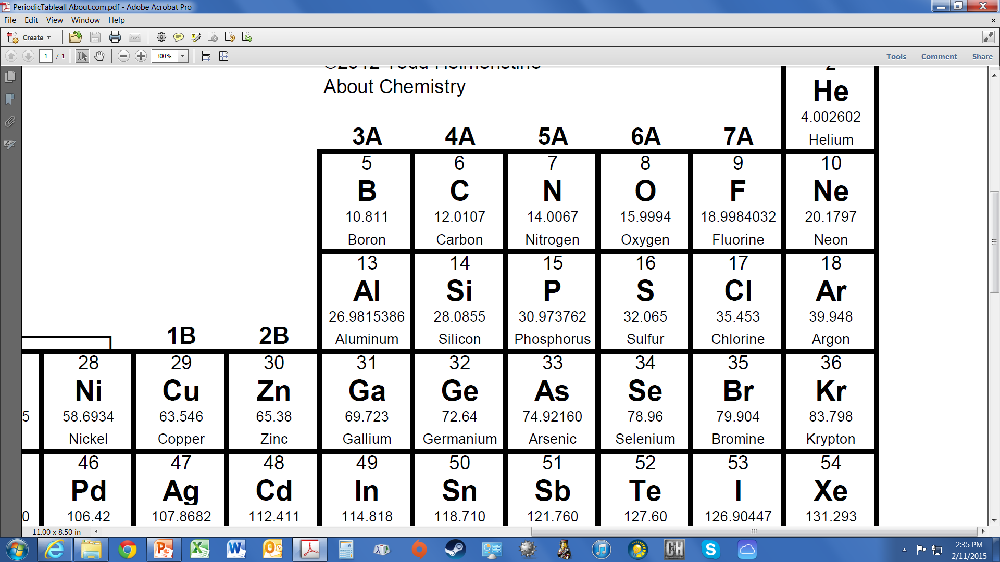 PeriodicTableall About.com.pdf - Adobe Acrobat Pro
File Edit View Window Help
Create
1 / 1 300% Tools Comment Share
About Chemistry
He
4.002602
Helium
3A 4A 5A 6A 7A
5 6 7 8 9 10
B C N O F Ne
10.811 12.0107 14.0067 15.9994 18.9984032 20.1797
Boron Carbon Nitrogen Oxygen Fluorine Neon
13 14 15 16 17 18
Al Si P S Cl Ar
26.9815386 28.0855 30.973762 32.065 35.453 39.948
1B 2B Aluminum Silicon Phosphorus Sulfur Chlorine Argon
28 29 30 31 32 33 34 35 36
Ni Cu Zn Ga Ge As Se Br Kr
5 58.6934 63.546 65.38 69.723 72.64 74.92160 78.96 79.904 83.798
Nickel Copper Zinc Gallium Germanium Arsenic Selenium Bromine Krypton
46 47 48 49 50 51 52 53 54
Pd Ag Cd In Sn Sb Te I Xe
0 106.42 107.8682 112.411 114.818 118.710 121.760 127.60 126.90447 131.293
11.00 x 8.50 in
2:35 PM
2/11/2015